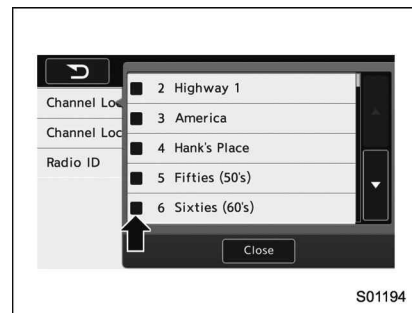 2 Highway 1
Channel Loc
3 America
Channel Loc
4 Hank's Place
Radio ID
5 Fifties (50's)
6 Sixties (60's)
Close
S01194